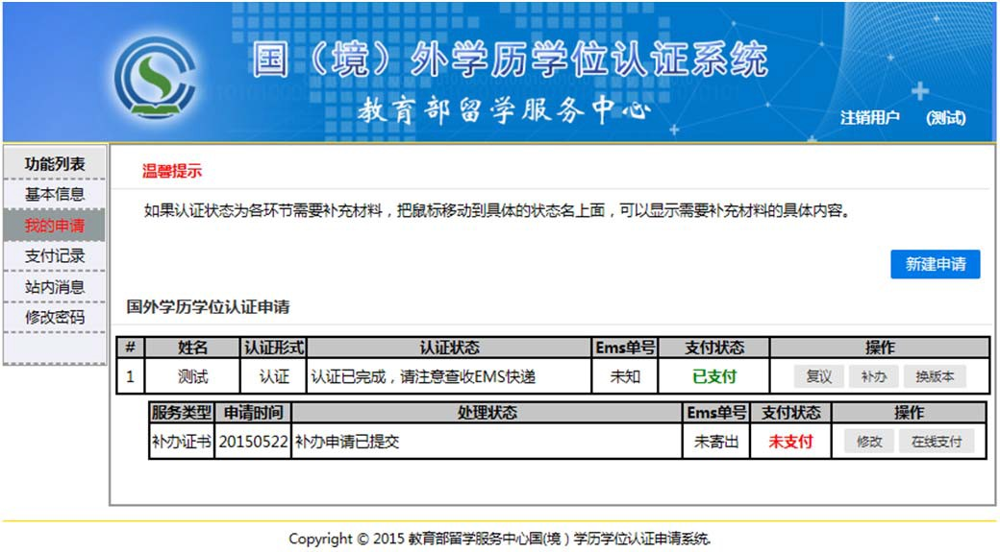 国（境）外学历学位认证系统
教育部留学服务中心
注销用户 (测试)
功能列表
基本信息
我的申请
支付记录
站内消息
修改密码
温馨提示
如果认证状态为各环节需要补充材料，把鼠标移动到具体的状态名上面，可以显示需要补充材料的具体内容。
新建申请
国外学历学位认证申请
# 姓名 认证形式 认证状态 Ems单号 支付状态 操作
1 测试 认证 认证已完成，请注意查收EMS快递 未知 已支付 复议 补办 换版本
服务类型 申请时间 处理状态 Ems单号 支付状态 操作
补办证书 20150522 补办申请已提交 未寄出 未支付 修改 在线支付
Copyright © 2015 教育部留学服务中心国(境）学历学位认证申请系统.